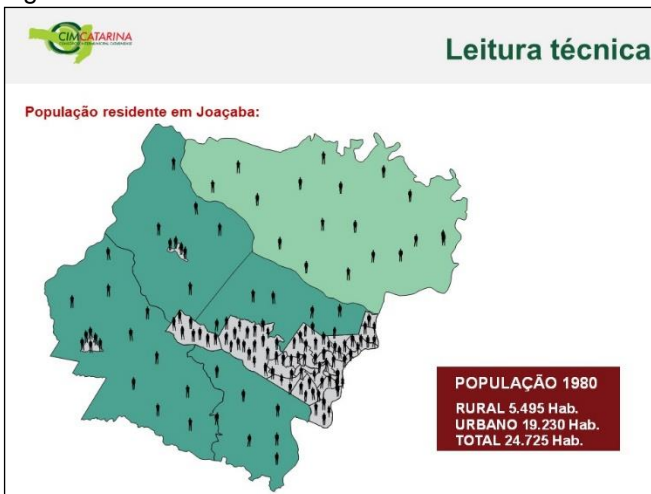 CIMCATARINA
Leitura técnica
População residente em Joaçaba:
POPULAÇÃO 1980
RURAL 5.495 Hab.
URBANO 19.230 Hab.
TOTAL 24.725 Hab.